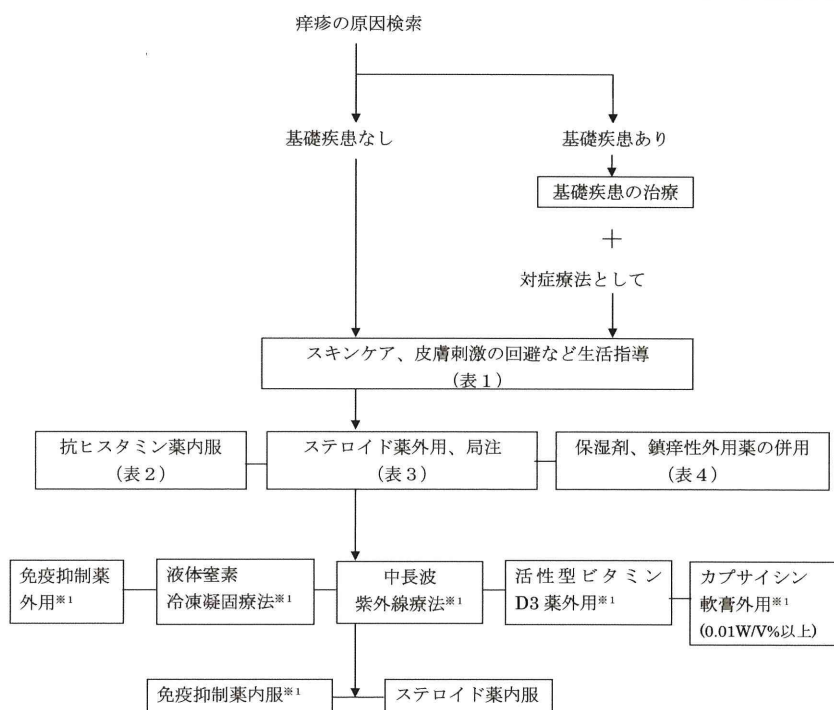 痒疹の原因検索
基礎疾患なし
基礎疾患あり
基礎疾患の治療
+
対症療法として
スキンケア、皮膚刺激の回避など生活指導
(表1)
抗ヒスタミン薬内服
(表2)
ステロイド薬外用、局注
(表3)
保湿剤、鎮痒性外用薬の併用
(表4)
免疫抑制薬
外用※1
液体窒素
冷凍凝固療法※1
中長波
紫外線療法※1
活性型ビタミン
D3 薬外用※1
カプサイシン
軟膏外用※1
(0.01W/V%以上)
免疫抑制薬内服※1
ステロイド薬内服